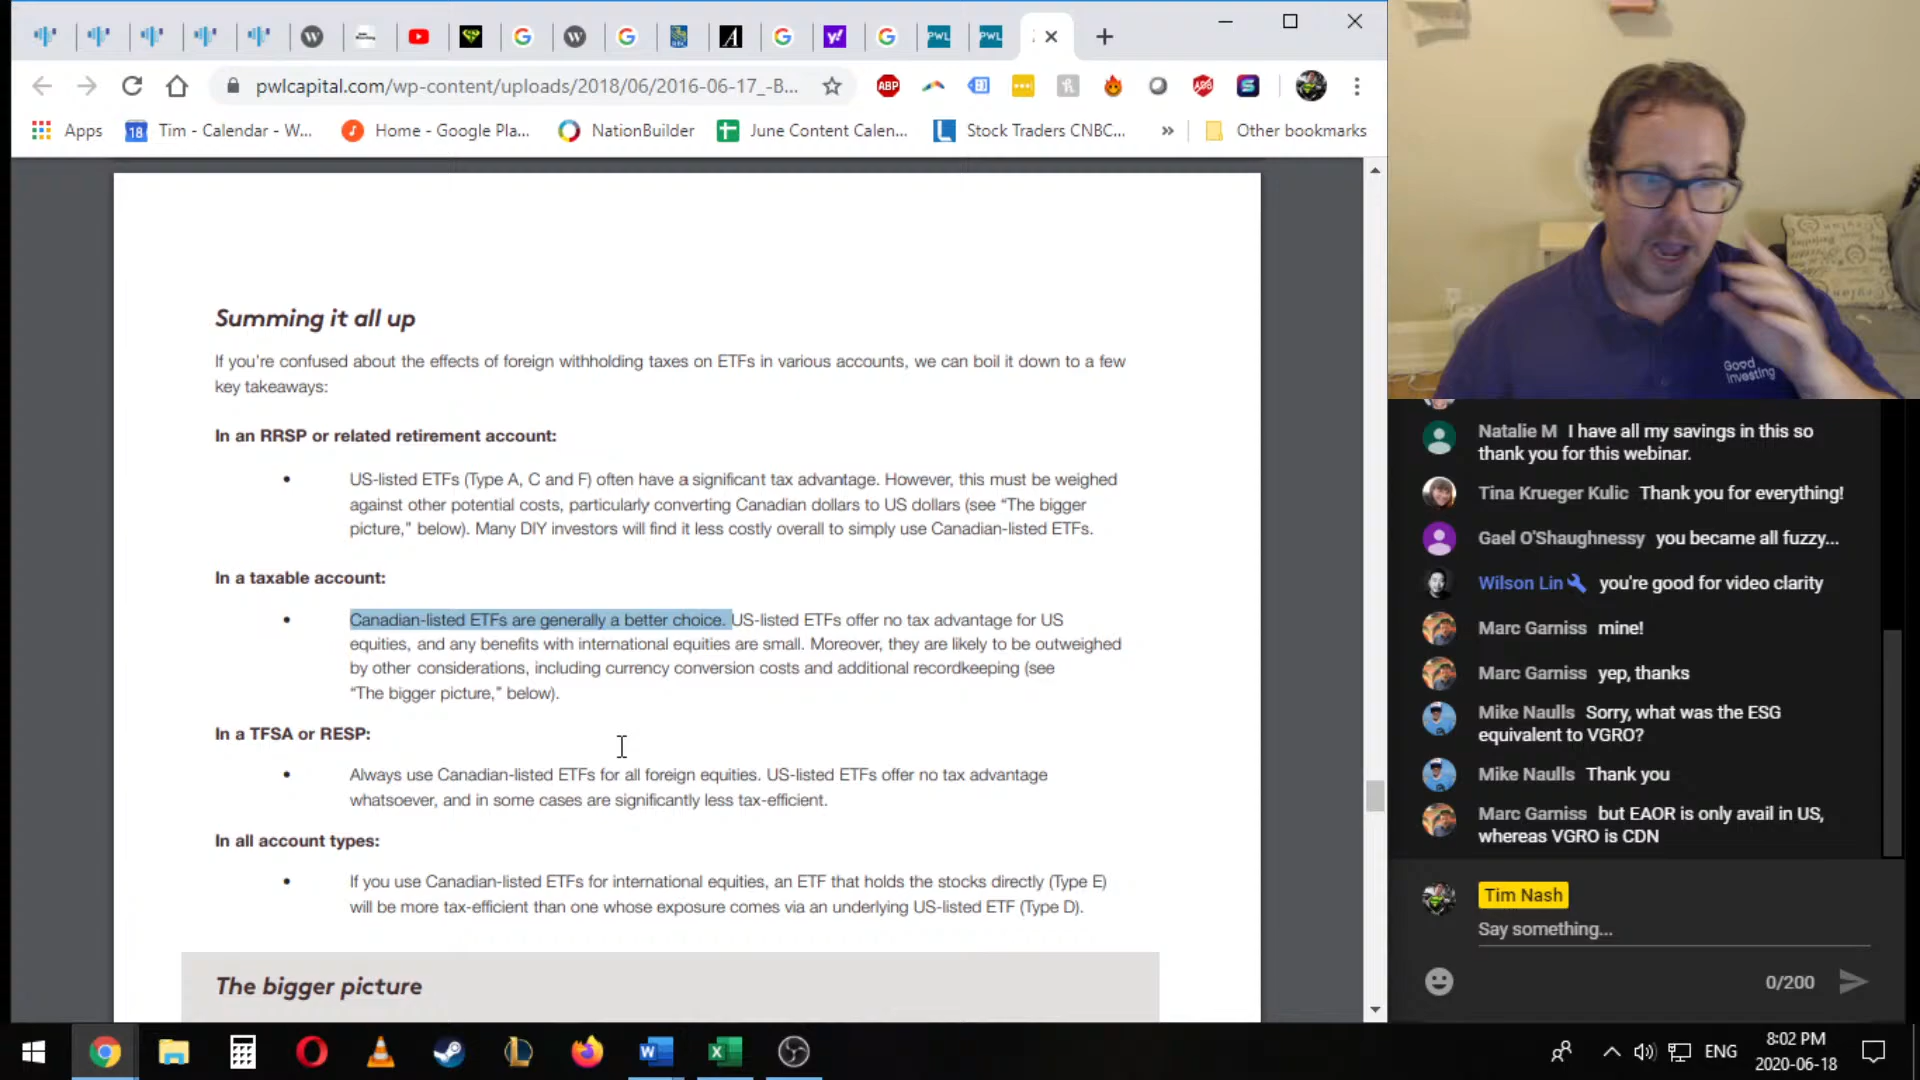 pwlcapital.com/wp-content/uploads/2018/06/2016-06-17_-B...
ABP
Apps
18
Tim - Calendar - W...
Home - Google Pla...
NationBuilder
June Content Calen...
Stock Traders CNBC...
»
Other bookmarks
Summing it all up
If you're confused about the effects of foreign withholding taxes on ETFs in various accounts, we can boil it down to a few
key takeaways:
In an RRSP or related retirement account:
• US-listed ETFs (Type A, C and F) often have a significant tax advantage. However, this must be weighed
against other potential costs, particularly converting Canadian dollars to US dollars (see “The bigger
picture,” below). Many DIY investors will find it less costly overall to simply use Canadian-listed ETFs.
In a taxable account:
• Canadian-listed ETFs are generally a better choice. US-listed ETFs offer no tax advantage for US
equities, and any benefits with international equities are small. Moreover, they are likely to be outweighed
by other considerations, including currency conversion costs and additional recordkeeping (see
“The bigger picture,” below).
In a TFSA or RESP:
• Always use Canadian-listed ETFs for all foreign equities. US-listed ETFs offer no tax advantage
whatsoever, and in some cases are significantly less tax-efficient.
In all account types:
• If you use Canadian-listed ETFs for international equities, an ETF that holds the stocks directly (Type E)
will be more tax-efficient than one whose exposure comes via an underlying US-listed ETF (Type D).
The bigger picture
Good
Investing
Natalie M I have all my savings in this so
thank you for this webinar.
Tina Krueger Kulic Thank you for everything!
Gael O'Shaughnessy you became all fuzzy...
Wilson Lin you're good for video clarity
Marc Garniss mine!
Marc Garniss yep, thanks
Mike Naulls Sorry, what was the ESG
equivalent to VGRO?
Mike Naulls Thank you
Marc Garniss but EAOR is only avail in US,
whereas VGRO is CDN
Tim Nash
Say something...
0/200
ENG
8:02 PM
2020-06-18